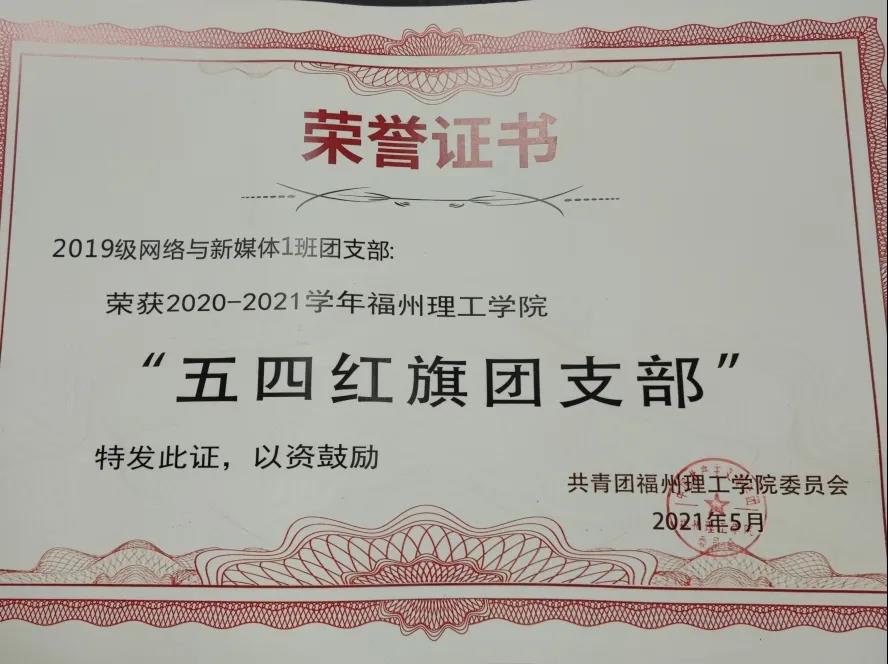 荣誉证书
2019级网络与新媒体1班团支部:
荣获2020-2021学年福州理工学院
“五四红旗团支部”
特发此证，以资鼓励
共青团福州理工学院委员会
2021年5月